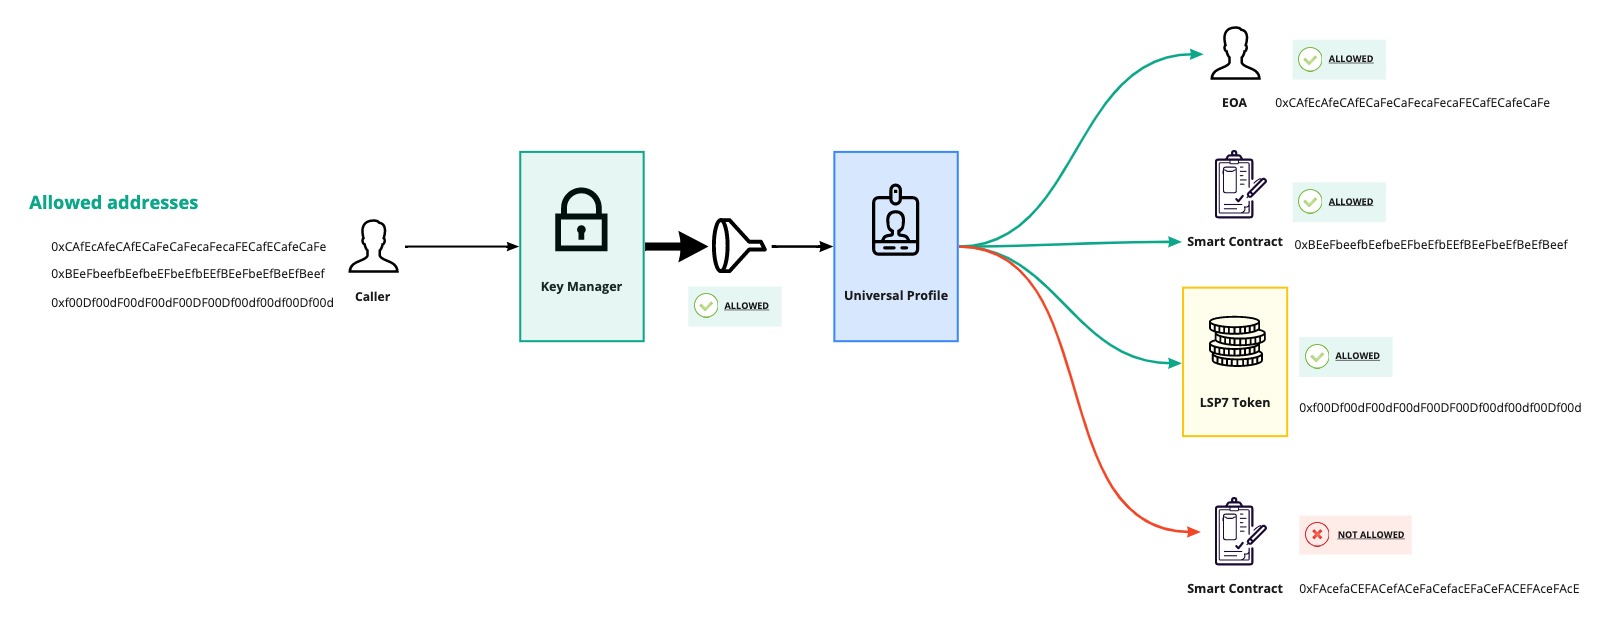 Allowed addresses
0xCAfEcAfeCAfECaFeCaFecaFecaFECafECafeCaFe
0xBEeFbeefbEefbeEFbeEfbEEfBEeFbeEfBeEfBeef
0xf00Df00dF00dF00dF00DF00Df00df00df00Df00d
Caller
Key Manager
ALLOWED
Universal Profile
ALLOWED
EOA 0xCAfEcAfeCAfECaFeCaFecaFecaFECafECafeCaFe
ALLOWED
Smart Contract 0xBEeFbeefbEefbeEFbeEfbEEfBEeFbeEfBeEfBeef
ALLOWED
LSP7 Token 0xf00Df00dF00dF00dF00DF00Df00df00df00Df00d
NOT ALLOWED
Smart Contract 0xFAcefaCEFACefACeFaCefacEFaCeFACEFAceFAcE